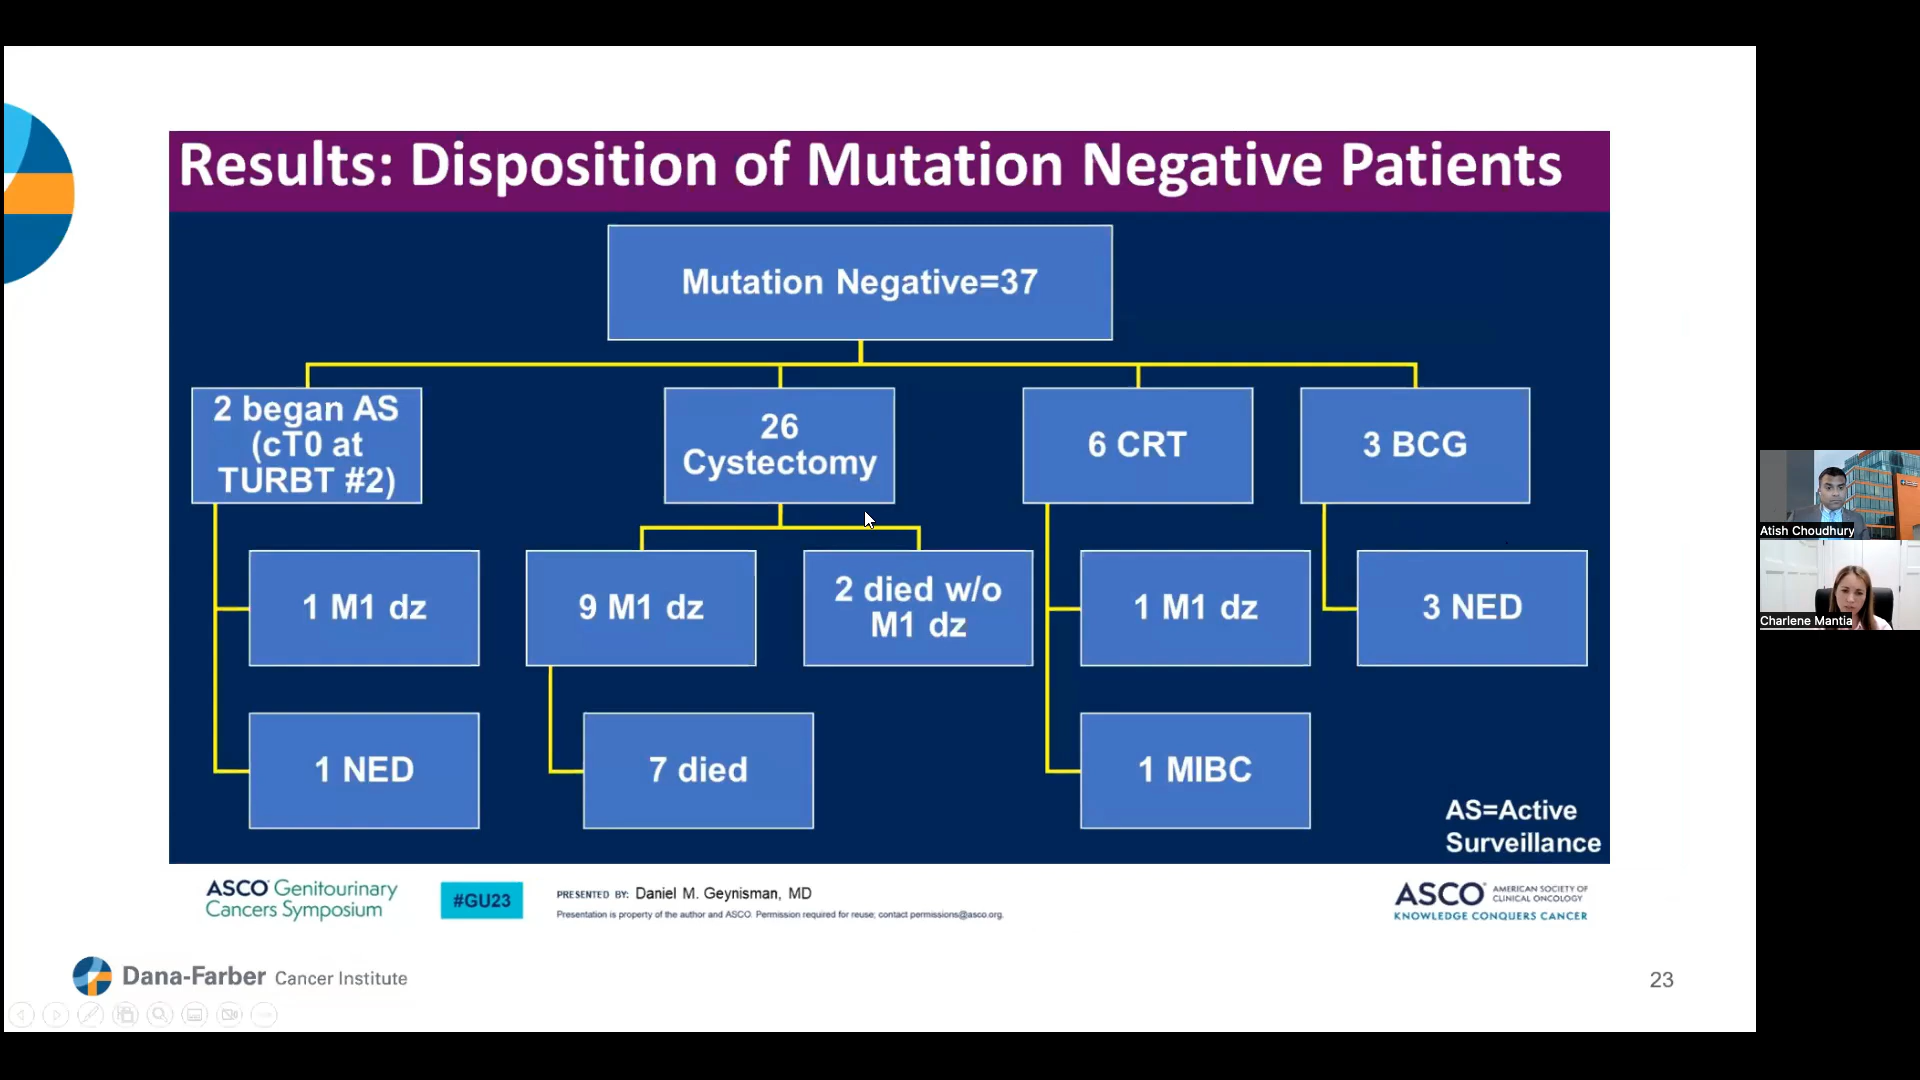 Results: Disposition of Mutation Negative Patients
Mutation Negative=37
2 began AS
(cT0 at
TURBT #2)
26
Cystectomy
6 CRT
3 BCG
1 M1 dz
9 M1 dz
2 died w/o
M1 dz
1 M1 dz
3 NED
1 NED
7 died
1 MIBC
AS=Active
Surveillance
ASCO Genitourinary
Cancers Symposium
#GU23
PRESENTED BY: Daniel M. Geynisman, MD
Presentation is property of the author and ASCO. Permission required for reuse; contact permissions@asco.org.
ASCO AMERICAN SOCIETY OF
CLINICAL ONCOLOGY
KNOWLEDGE CONQUERS CANCER
Dana-Farber Cancer Institute
23
Atish Choudhury
Charlene Mantia